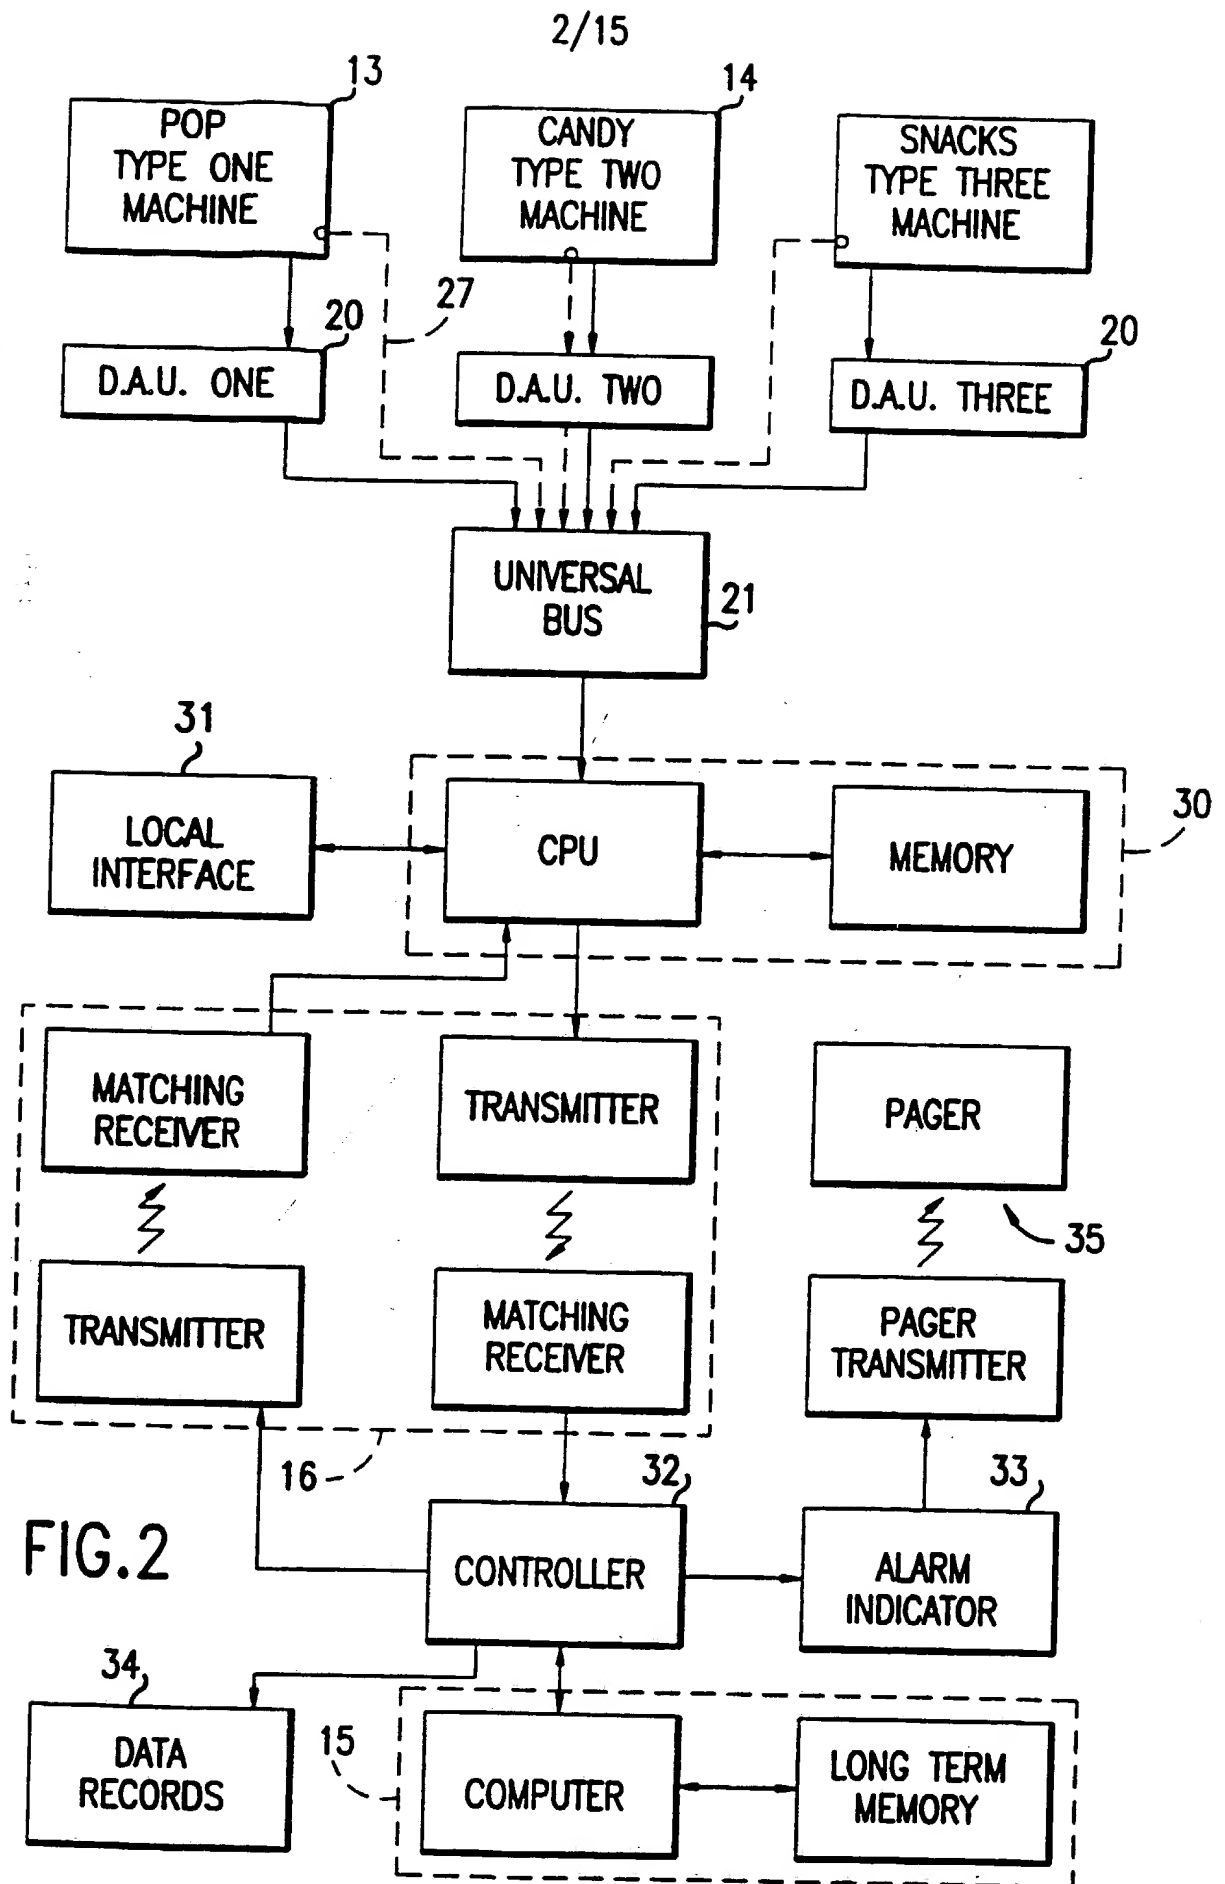 2/15
13
POP
TYPE ONE
MACHINE
14
CANDY
TYPE TWO
MACHINE
SNACKS
TYPE THREE
MACHINE
27
20
D.A.U. ONE
D.A.U. TWO
20
D.A.U. THREE
UNIVERSAL
BUS
21
31
LOCAL
INTERFACE
CPU
MEMORY
30
MATCHING
RECEIVER
TRANSMITTER
PAGER
35
TRANSMITTER
MATCHING
RECEIVER
PAGER
TRANSMITTER
16
32
33
FIG.2
CONTROLLER
ALARM
INDICATOR
34
DATA
RECORDS
15
COMPUTER
LONG TERM
MEMORY